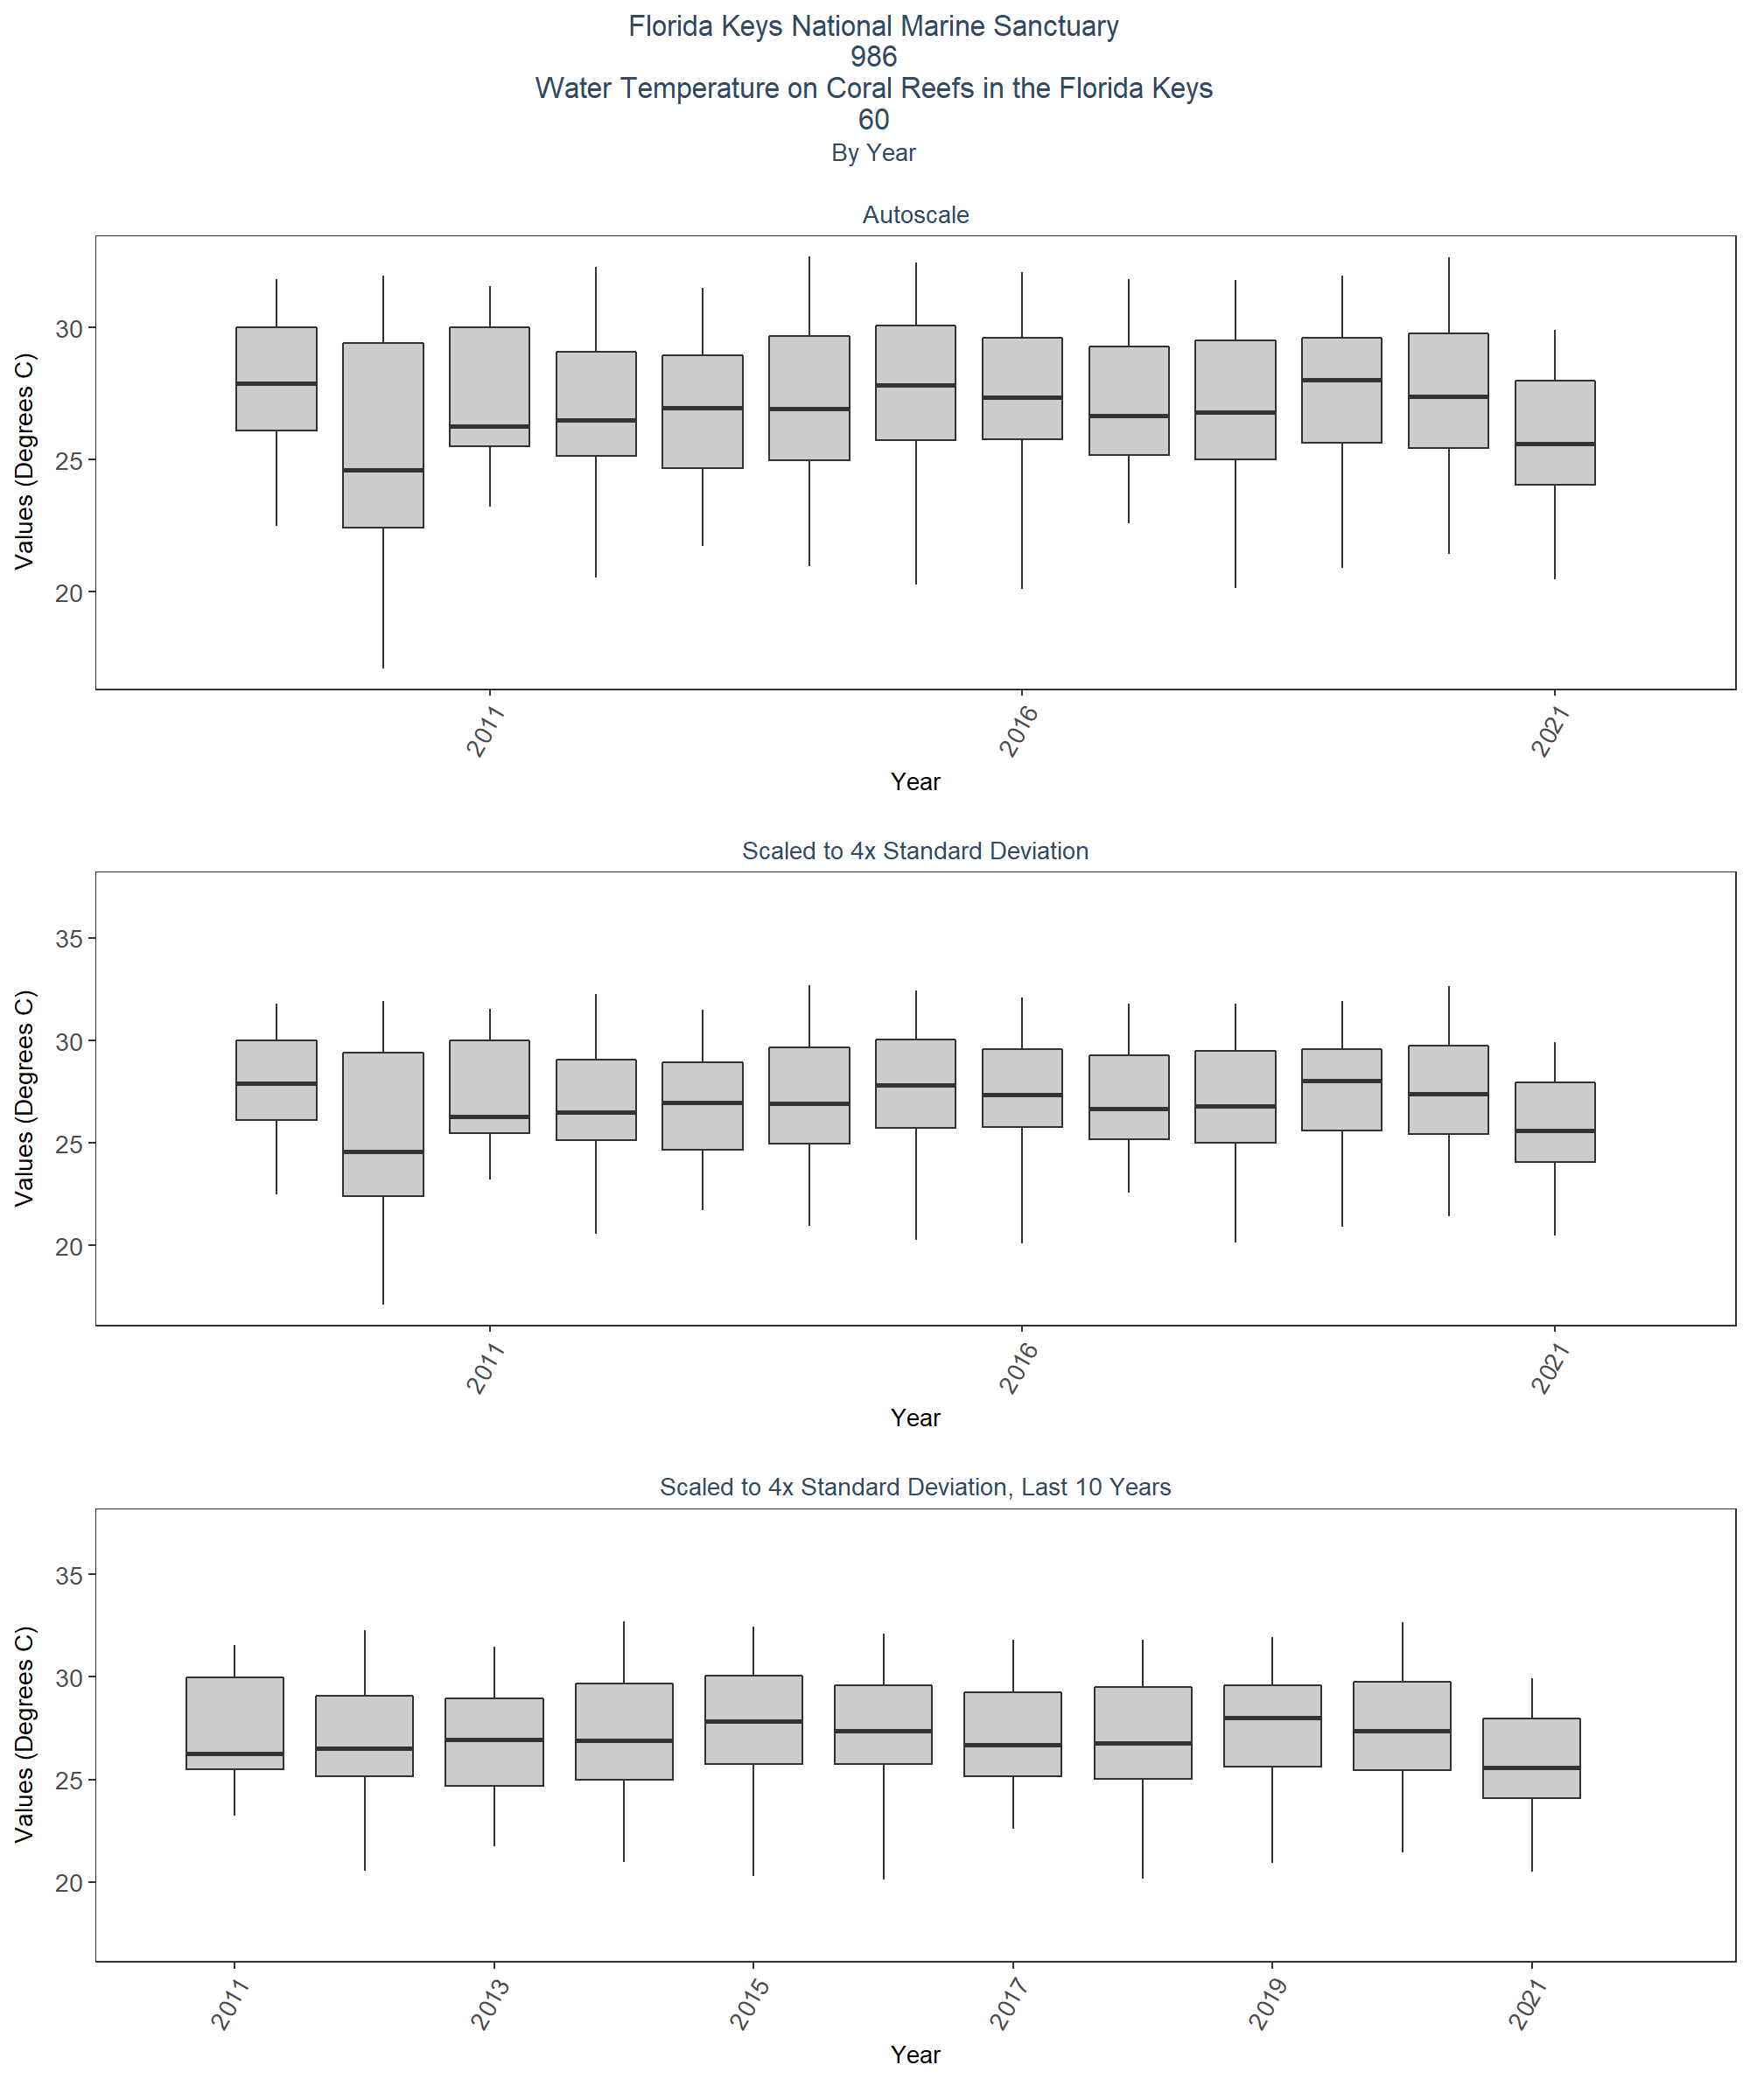 Florida Keys National Marine Sanctuary
986
Water Temperature on Coral Reefs in the Florida Keys
60
By Year
Autoscale
Values (Degrees C)
30
25
20
2011
2016
2021
Year
Scaled to 4x Standard Deviation
Values (Degrees C)
35
30
25
20
2011
2016
2021
Year
Scaled to 4x Standard Deviation, Last 10 Years
Values (Degrees C)
35
30
25
20
2011
2013
2015
2017
2019
2021
Year